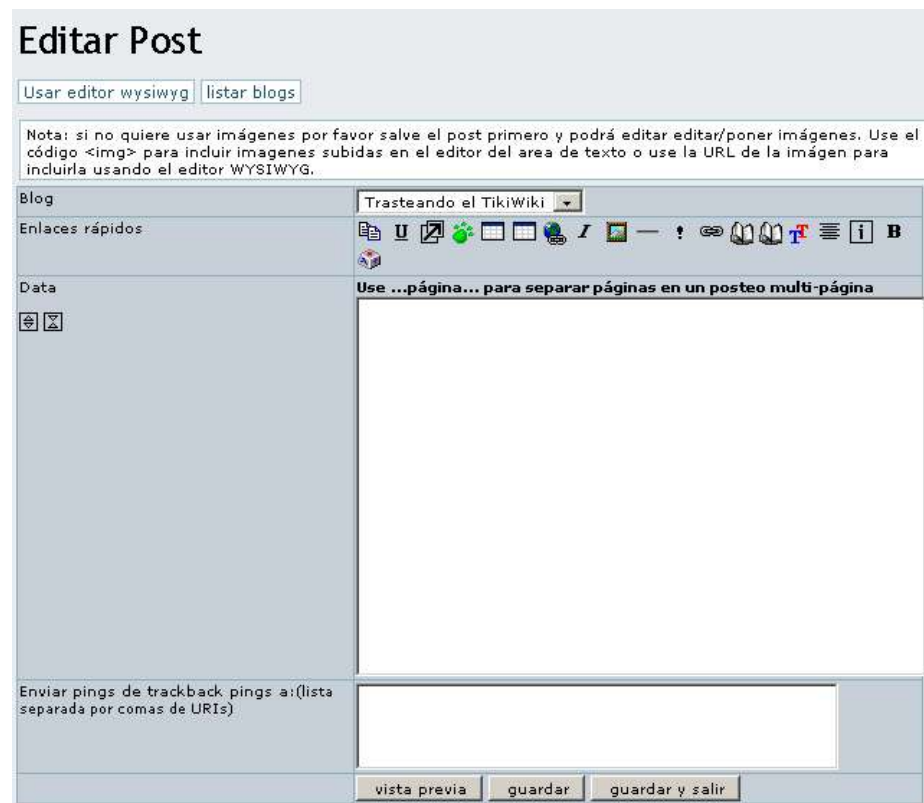 Editar Post
Usar editor wysiwyg listar blogs
Nota: si no quiere usar imágenes por favor salve el post primero y podrá editar editar/poner imágenes. Use el
código <img> para incluir imagenes subidas en el editor del area de texto o use la URL de la imágen para
incluirla usando el editor WYSIWYG.
Blog Trasteando el TikiWiki
Enlaces rápidos
Data Use ...página... para separar páginas en un posteo multi-página
Enviar pings de trackback pings a:(lista
separada por comas de URIs)
vista previa guardar guardar y salir